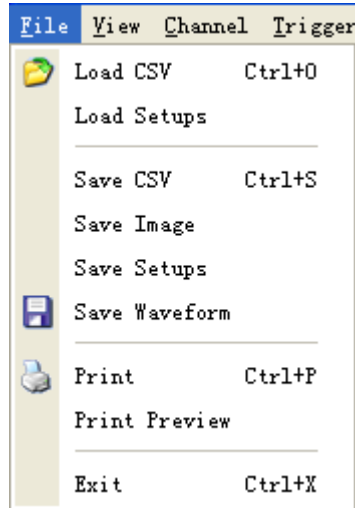 File View Channel Trigger
Load CSV Ctrl+O
Load Setups
Save CSV Ctrl+S
Save Image
Save Setups
Save Waveform
Print Ctrl+P
Print Preview
Exit Ctrl+X